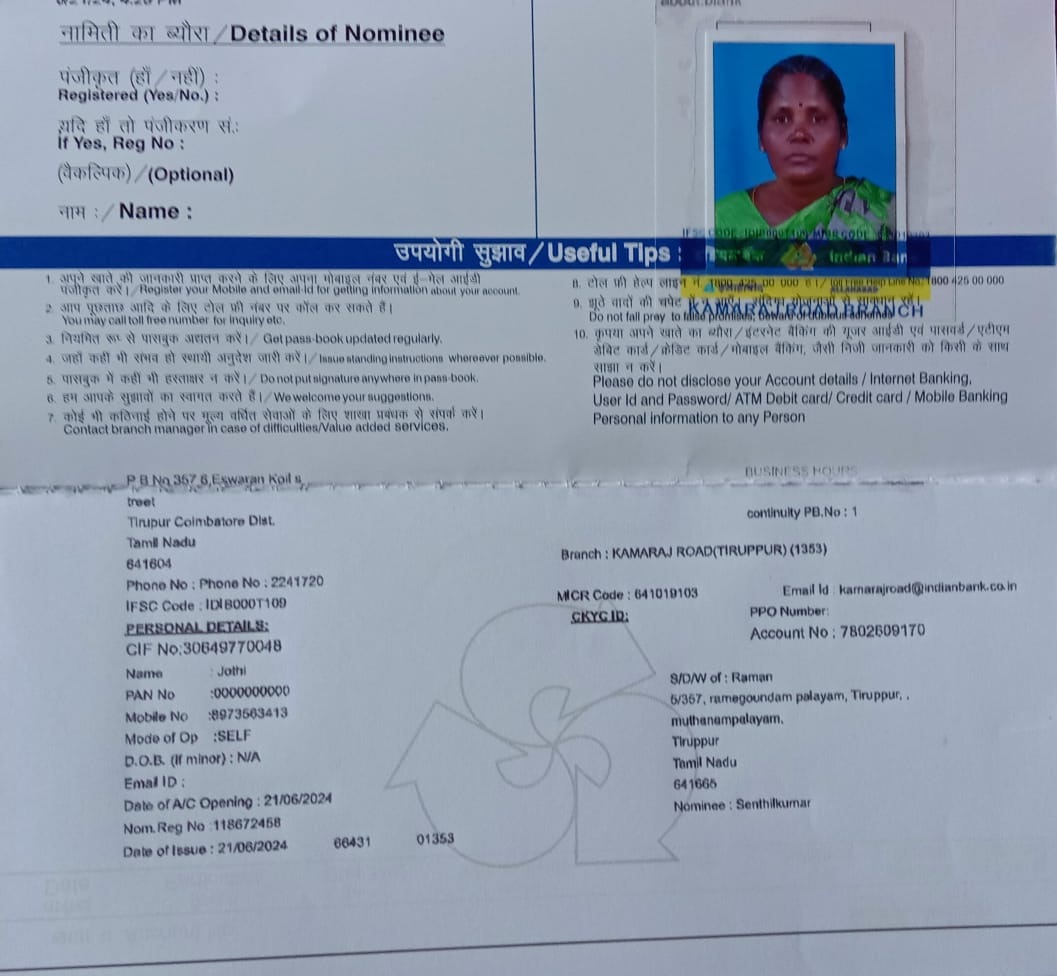 नामिती का ब्यौरा / Details of Nominee
पंजीकृत (हाँ / नहीं) :
Registered (Yes/No.) :
यदि हाँ तो पंजीकरण सं.:
If Yes, Reg No :
(वैकल्पिक) / (Optional)
नाम : / Name :
उपयोगी सुझाव / Useful Tips :
Indian Ban
ALLAHABAD
KAMARAJ ROAD BRANCH
1. अपने खाते की जानकारी प्राप्त करने के लिए अपना मोबाइल नंबर एवं ई-मेल आईडी
पंजीकृत करें। / Register your Mobile and email-id for getting information about your account.
2. आप पूछताछ आदि के लिए टोल फ्री नंबर पर कॉल कर सकते हैं।
You may call toll free number for inquiry etc.
3. नियमित रूप से पासबुक अद्यतन करें। / Get pass-book updated regularly.
4. जहाँ कहीं भी संभव हो स्थायी अनुदेश जारी करें। / Issue standing instructions whereever possible.
5. पासबुक में कहीं भी हस्ताक्षर न करें। / Do not put signature anywhere in pass-book.
6. हम आपके सुझावों का स्वागत करते हैं। / We welcome your suggestions.
7. कोई भी कठिनाई होने पर मूल्य वर्धित सेवाओं के लिए शाखा प्रबंधक से संपर्क करें।
Contact branch manager in case of difficulties/Value added services.
8. टोल फ्री हेल्प लाइन नं. Toll Free Help Line No. 1800 425 00 000
9. झूठे वादों की चपेट में
Do not fall prey to false promises,
10. कृपया अपने खाते का ब्यौरा / इंटरनेट बैंकिंग की यूजर आईडी एवं पासवर्ड / एटीएम
डेबिट कार्ड / क्रेडिट कार्ड / मोबाइल बैंकिंग, जैसी निजी जानकारी को किसी के साथ
साझा न करें।
Please do not disclose your Account details / Internet Banking,
User Id and Password/ ATM Debit card/ Credit card / Mobile Banking
Personal information to any Person
P B No 357,6,Eswaran Koil s
treet
Tirupur Coimbatore Dist.
Tamil Nadu
641604
Phone No : Phone No : 2241720
IFSC Code : IDIB000T109
PERSONAL DETAILS:
CIF No:30649770048
Name : Jothi
PAN No :0000000000
Mobile No :8973563413
Mode of Op :SELF
D.O.B. (if minor) : N/A
Email ID :
Date of A/C Opening : 21/06/2024
Nom.Reg No :118672458
Date of Issue : 21/06/2024 66431 01353
BUSINESS HOURS
continuity PB.No : 1
Branch : KAMARAJ ROAD(TIRUPPUR) (1353)
MICR Code : 641019103
Email Id : kamarajroad@indianbank.co.in
CKYC ID:
PPO Number:
Account No : 7802609170
S/D/W of : Raman
5/357, ramegoundam palayam, Tiruppur, .
muthanampalayam,
Tiruppur
Tamil Nadu
641665
Nominee : Senthilkumar